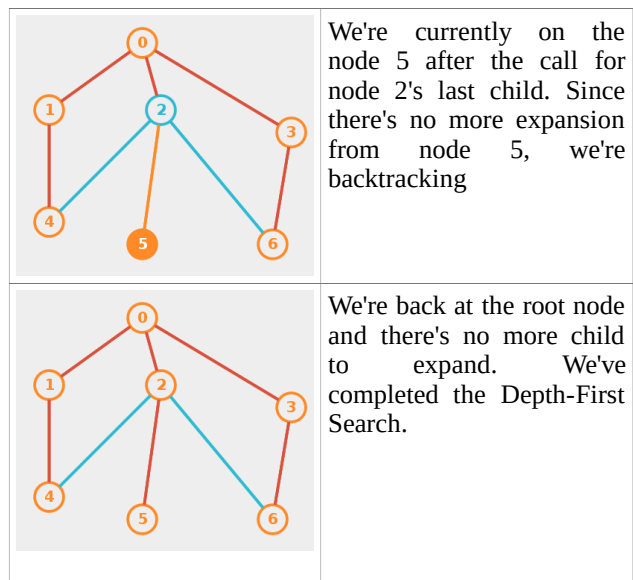 0
1
2
3
4
5
6
We're currently on the
node 5 after the call for
node 2's last child. Since
there's no more expansion
from node 5, we're
backtracking
0
1
2
3
4
5
6
We're back at the root node
and there's no more child
to expand. We've
completed the Depth-First
Search.